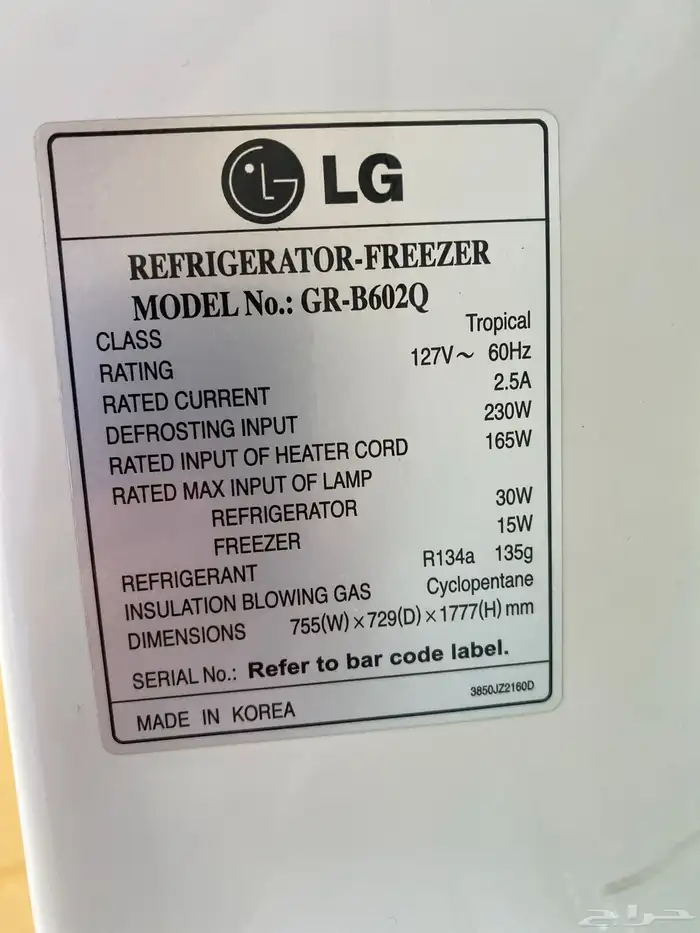 LG
REFRIGERATOR-FREEZER
MODEL No.: GR-B602Q
CLASS Tropical
RATING 127V~ 60Hz
RATED CURRENT 2.5A
DEFROSTING INPUT 230W
RATED INPUT OF HEATER CORD 165W
RATED MAX INPUT OF LAMP
REFRIGERATOR 30W
FREEZER 15W
REFRIGERANT R134a 135g
INSULATION BLOWING GAS Cyclopentane
DIMENSIONS 755(W)×729(D)×1777(H) mm
SERIAL No.: Refer to bar code label.
MADE IN KOREA 3850JZ2160D
حراج